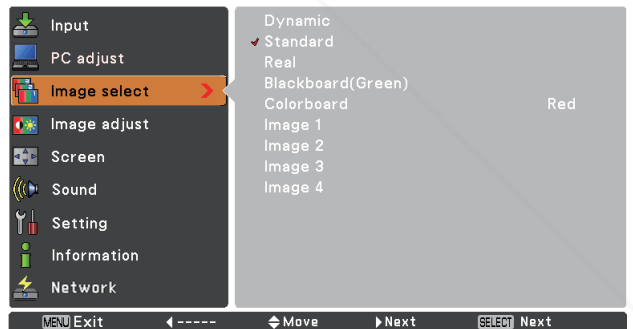 Input
PC adjust
Image select
Image adjust
Screen
Sound
Setting
Information
Network
Dynamic
Standard
Real
Blackboard(Green)
Colorboard Red
Image 1
Image 2
Image 3
Image 4
MENU Exit ----- Move Next SELECT Next